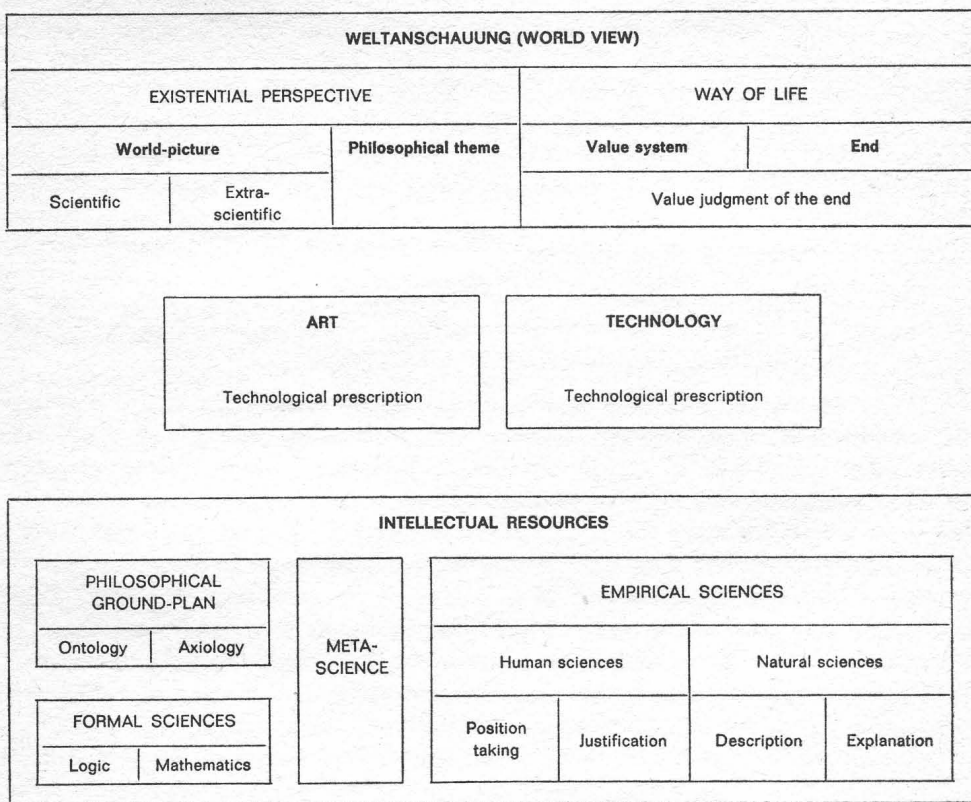 WELTANSCHAUUNG (WORLD VIEW)
EXISTENTIAL PERSPECTIVE
WAY OF LIFE
World-picture
Philosophical theme
Value system
End
Scientific
Extra-
scientific
Value judgment of the end
ART
Technological prescription
TECHNOLOGY
Technological prescription
INTELLECTUAL RESOURCES
PHILOSOPHICAL
GROUND-PLAN
Ontology
Axiology
FORMAL SCIENCES
Logic
Mathematics
META-
SCIENCE
EMPIRICAL SCIENCES
Human sciences
Natural sciences
Position
taking
Justification
Description
Explanation